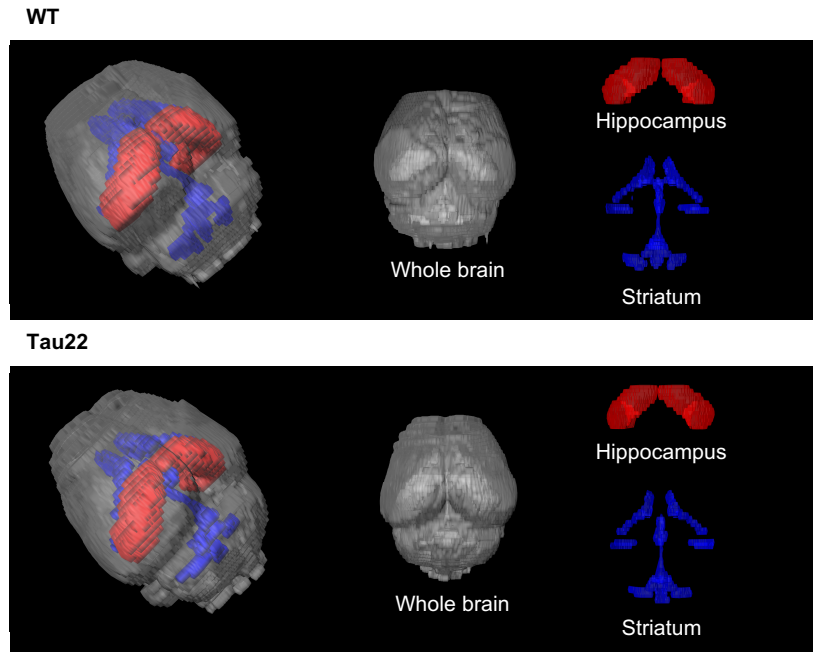 WT
Hippocampus
Whole brain
Striatum
Tau22
Hippocampus
Whole brain
Striatum